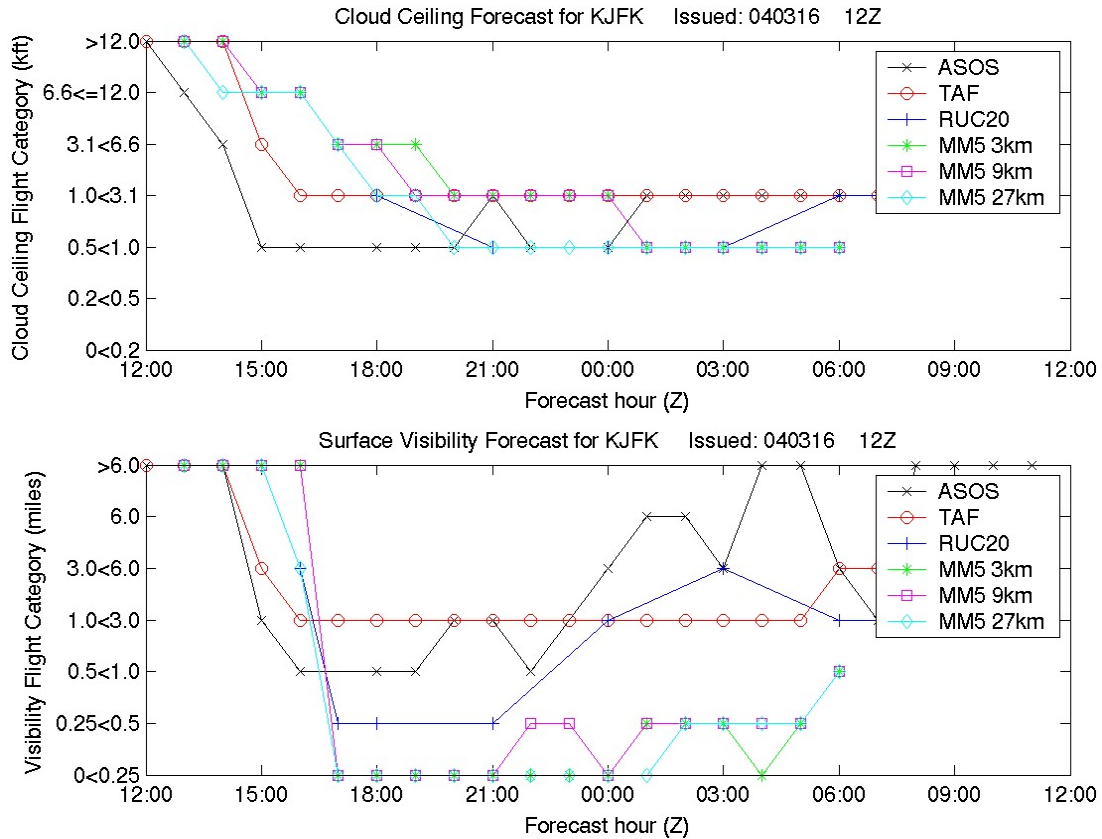 Cloud Ceiling Forecast for KJFK Issued: 040316 12Z
Cloud Ceiling Flight Category (kft)
>12.0
6.6<=12.0
3.1<6.6
1.0<3.1
0.5<1.0
0.2<0.5
0<0.2
ASOS
TAF
RUC20
MM5 3km
MM5 9km
MM5 27km
12:00 15:00 18:00 21:00 00:00 03:00 06:00 09:00 12:00
Forecast hour (Z)
Surface Visibility Forecast for KJFK Issued: 040316 12Z
Visibility Flight Category (miles)
>6.0
6.0
3.0<6.0
1.0<3.0
0.5<1.0
0.25<0.5
0<0.25
ASOS
TAF
RUC20
MM5 3km
MM5 9km
MM5 27km
12:00 15:00 18:00 21:00 00:00 03:00 06:00 09:00 12:00
Forecast hour (Z)